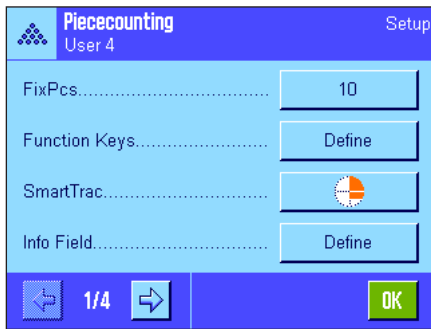 Piececounting
Setup
User 4
FixPcs................................ 10
Function Keys...................... Define
SmartTrac............................
Info Field............................. Define
1/4
OK